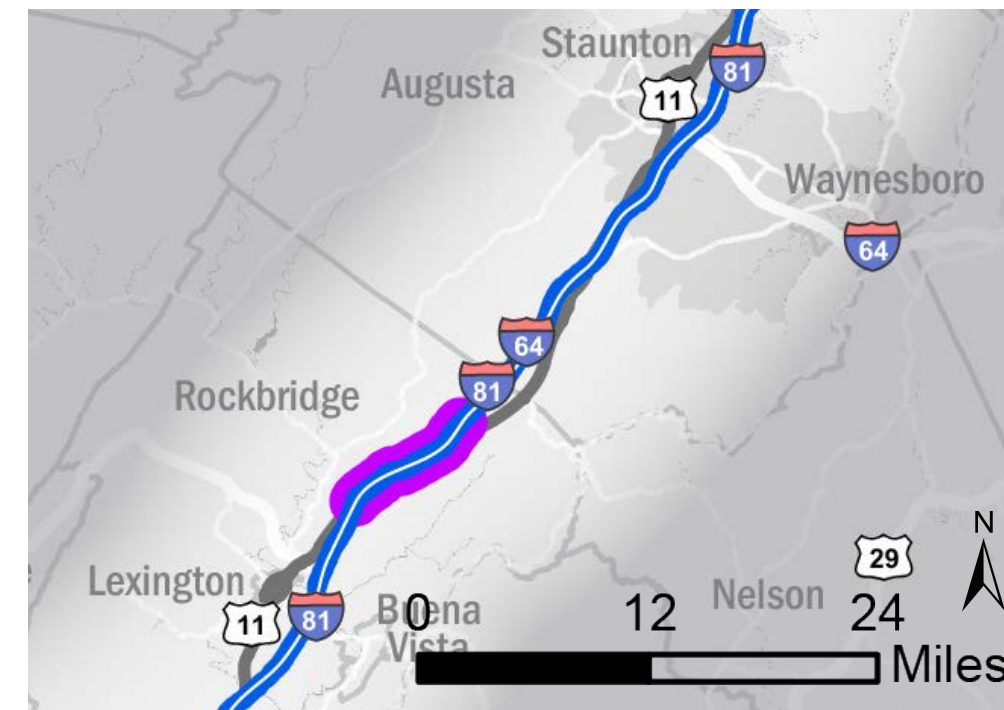 Staunton
81
Augusta
11
Waynesboro
64
64
81
Rockbridge
N
29
Lexington
Nelson
11
81
Buena
Vista
0 12 24
Miles